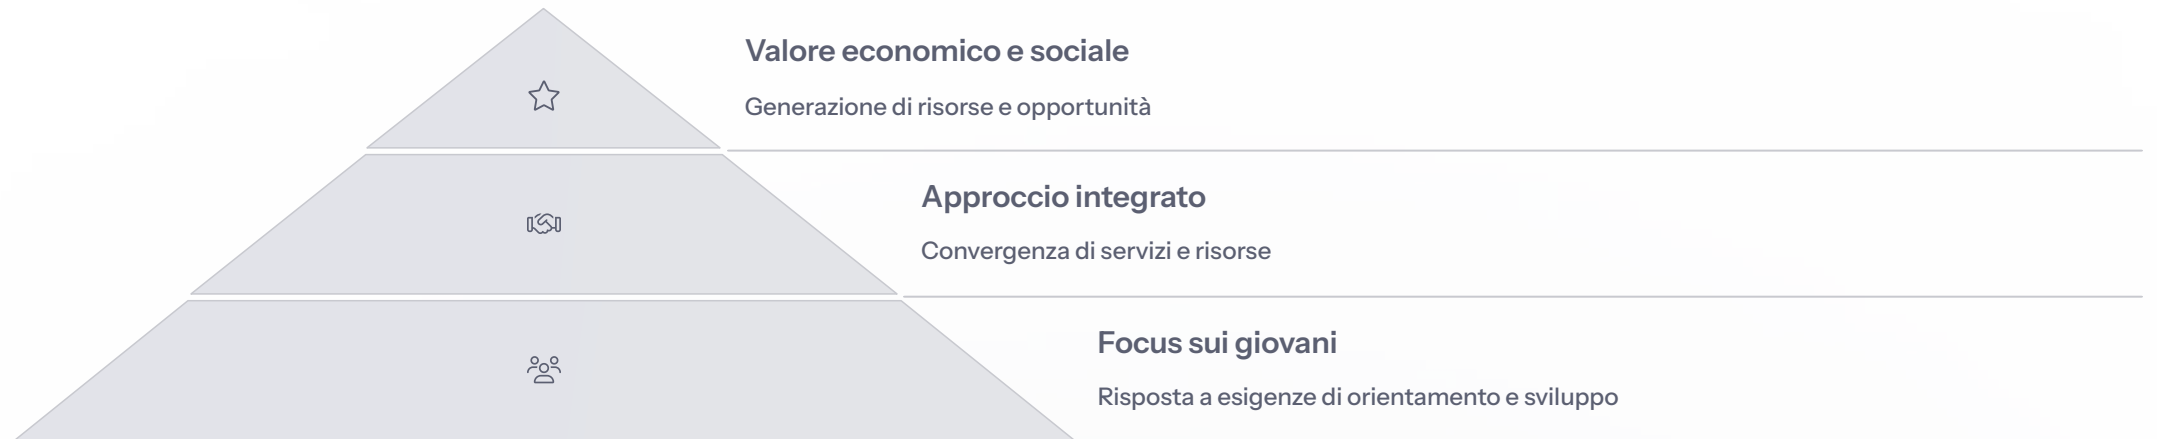 Valore economico e sociale
Generazione di risorse e opportunità
Approccio integrato
Convergenza di servizi e risorse
Focus sui giovani
Risposta a esigenze di orientamento e sviluppo